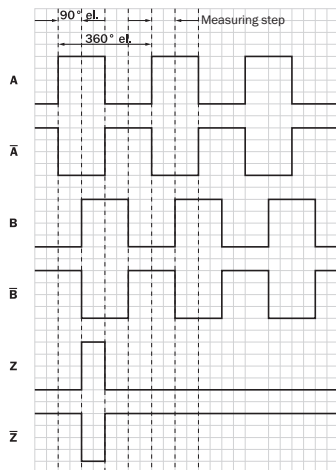 90° el.
Measuring step
360° el.
A
A̅
B
B̅
Z
Z̅